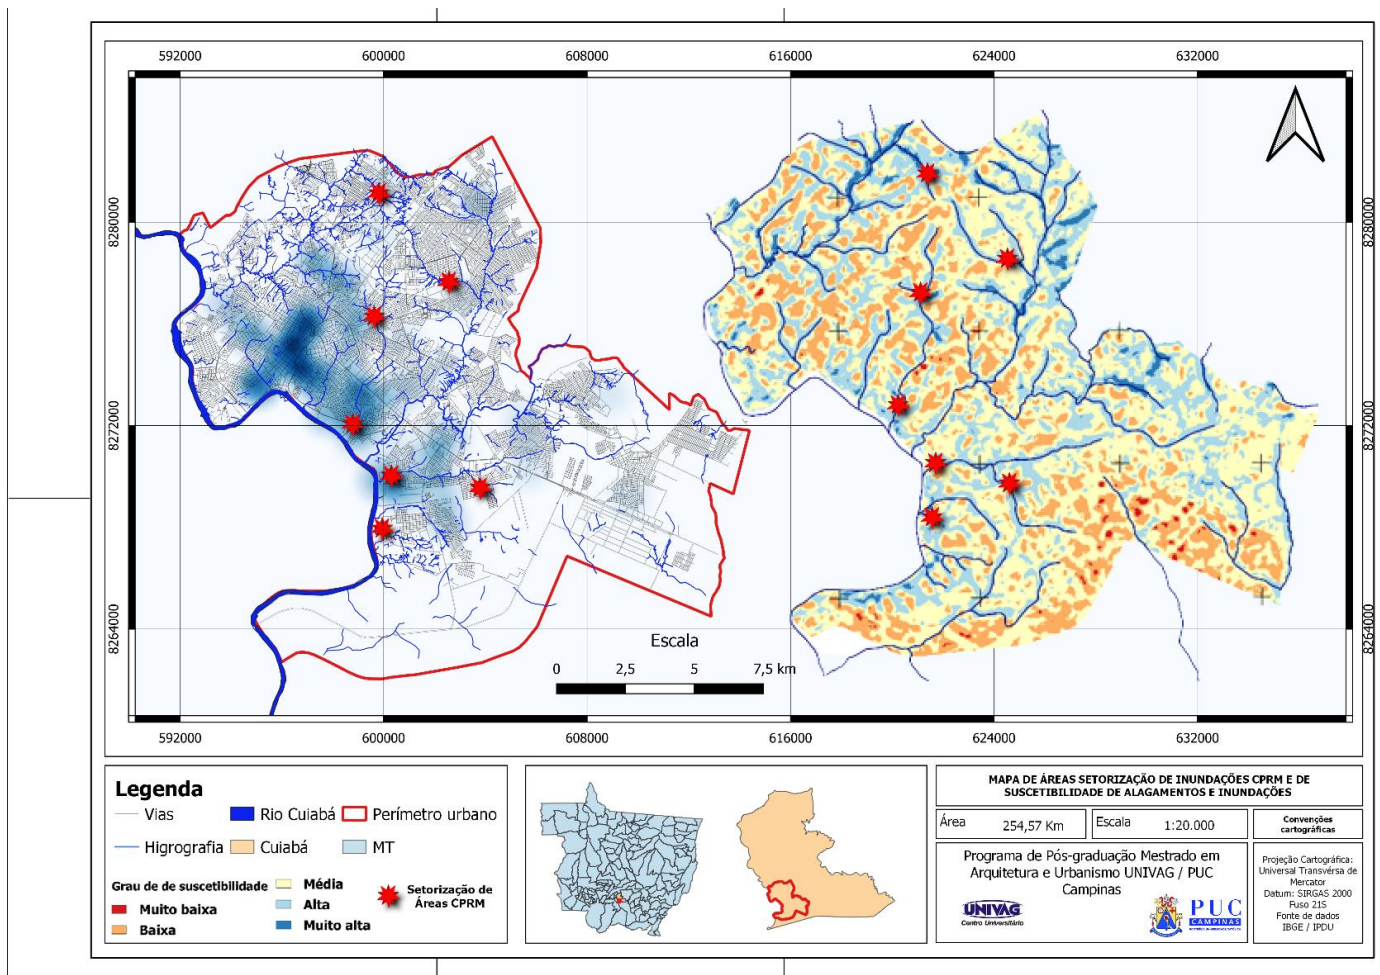 592000 600000 608000 616000 624000 632000
8280000 8280000
8272000 8272000
8264000 8264000
Escala
0 2,5 5 7,5 km
592000 600000 608000 616000 624000 632000
Legenda
Vias Rio Cuiabá Perímetro urbano
Higrografia Cuiabá MT
Grau de de suscetibilidade
Muito baixa
Baixa
Média
Alta
Muito alta
Setorização de
Áreas CPRM
MAPA DE ÁREAS SETORIZAÇÃO DE INUNDAÇÕES CPRM E DE
SUSCETIBILIDADE DE ALAGAMENTOS E INUNDAÇÕES
Área 254,57 Km
Escala 1:20.000
Convenções
cartográficas
Programa de Pós-graduação Mestrado em
Arquitetura e Urbanismo UNIVAG / PUC
Campinas
UNIVAG
Centro Universitário
PUC
CAMPINAS
Projeção Cartográfica:
Universal Transvérsa de
Mercator
Datum: SIRGAS 2000
Fuso 21S
Fonte de dados
IBGE / IPDU